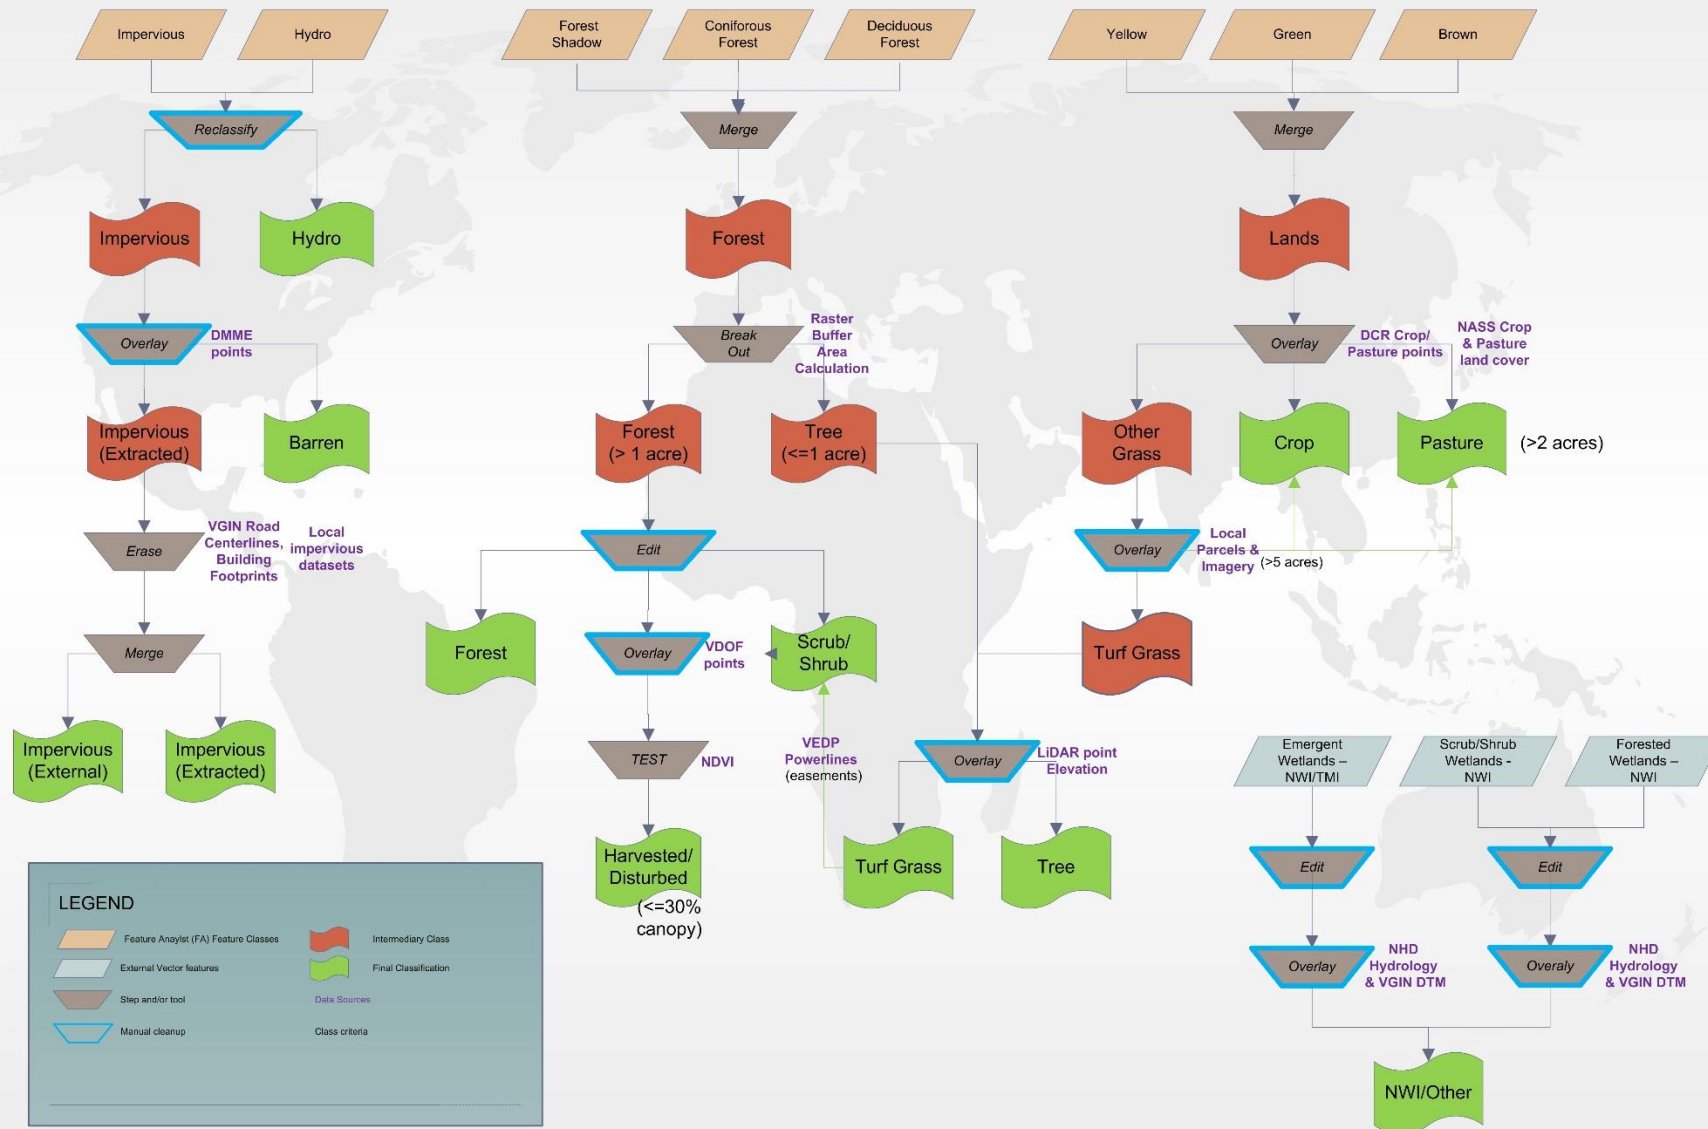 Impervious
Hydro
Forest
Shadow
Coniforous
Forest
Deciduous
Forest
Yellow
Green
Brown
Reclassify
Merge
Merge
Impervious
Hydro
Forest
Lands
Overlay
DMME
points
Break
Out
Raster
Buffer
Area
Calculation
Overlay
DCR Crop/
Pasture points
NASS Crop
& Pasture
land cover
Impervious
(Extracted)
Barren
Forest
(> 1 acre)
Tree
(<=1 acre)
Other
Grass
Crop
Pasture
(>2 acres)
Erase
VGIN Road
Centerlines,
Building
Footprints
Local
impervious
datasets
Edit
Overlay
Local
Parcels &
Imagery
(>5 acres)
Merge
Forest
Overlay
VDOF
points
Scrub/
Shrub
Turf Grass
Impervious
(External)
Impervious
(Extracted)
TEST
NDVI
VEDP
Powerlines
(easements)
Overlay
LiDAR point
Elevation
Emergent
Wetlands –
NWI/TMI
Scrub/Shrub
Wetlands -
NWI
Forested
Wetlands –
NWI
Harvested/
Disturbed
(<=30%
canopy)
Turf Grass
Tree
Edit
Edit
Overlay
NHD
Hydrology
& VGIN DTM
Overaly
NHD
Hydrology
& VGIN DTM
NWI/Other
LEGEND
Feature Anaylst (FA) Feature Classes
Intermediary Class
External Vector features
Final Classification
Step and/or tool
Data Sources
Manual cleanup
Class criteria